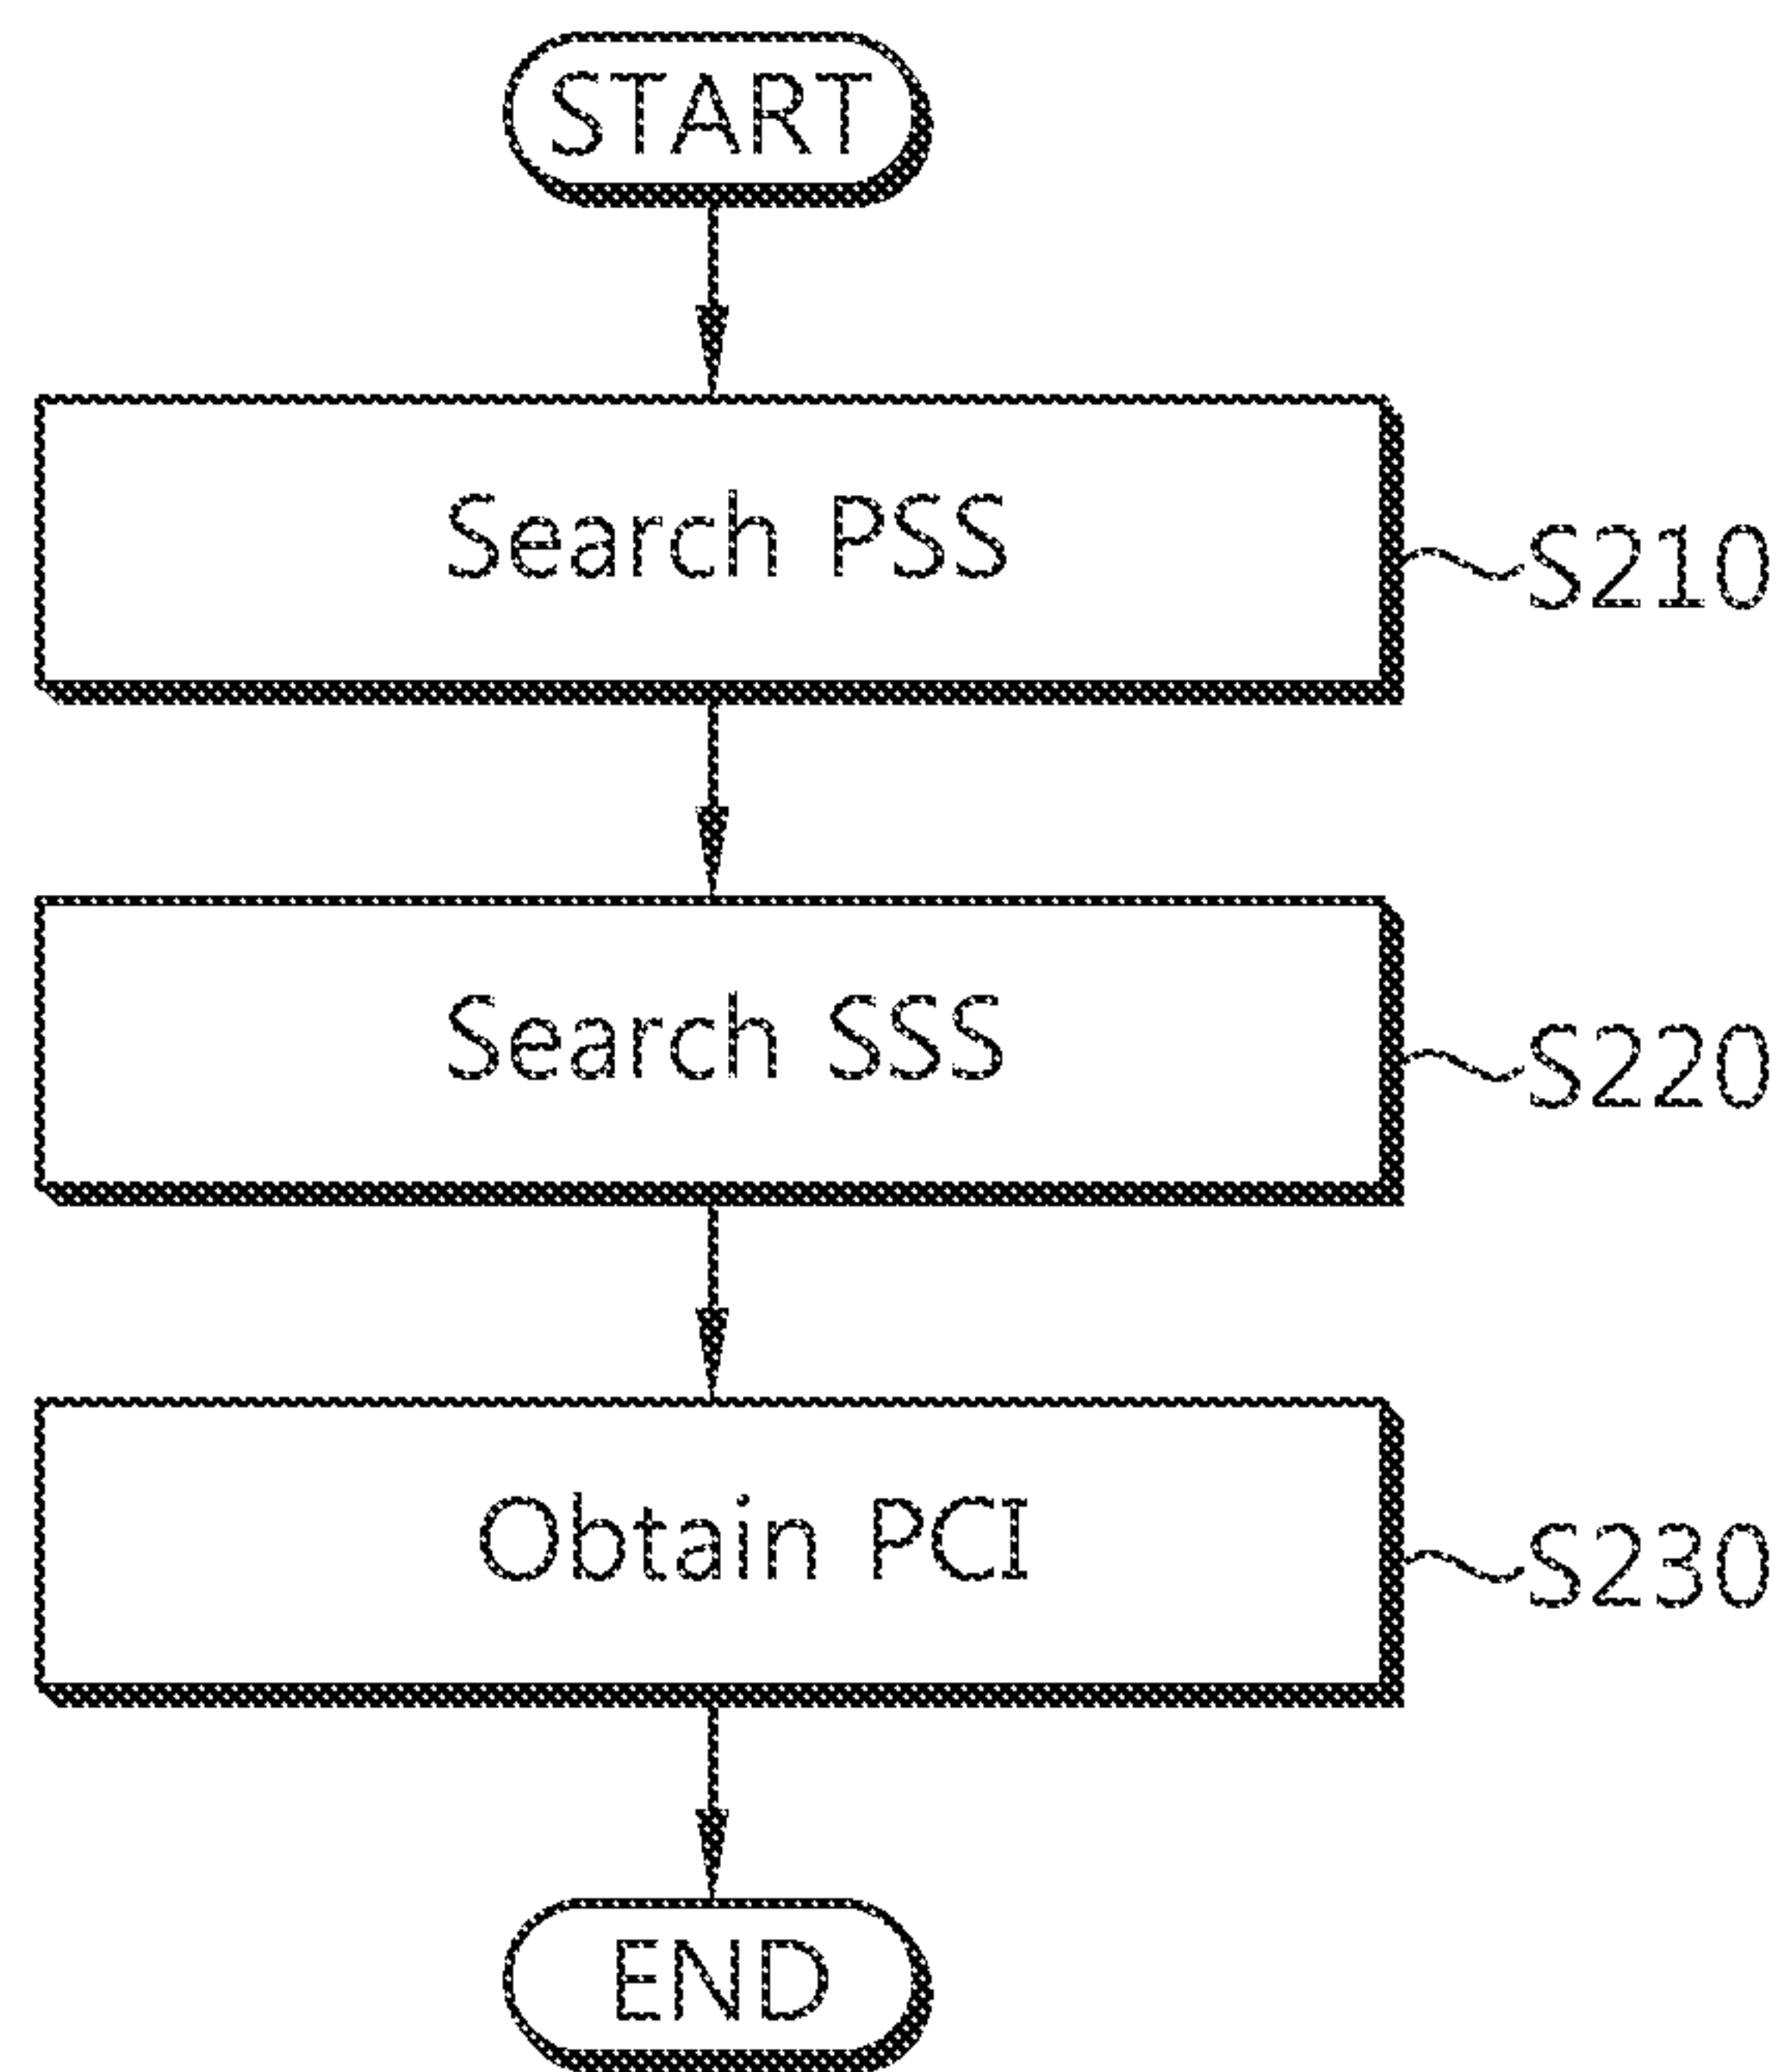 START
Search PSS
S210
Search SSS
S220
Obtain PCI
S230
END